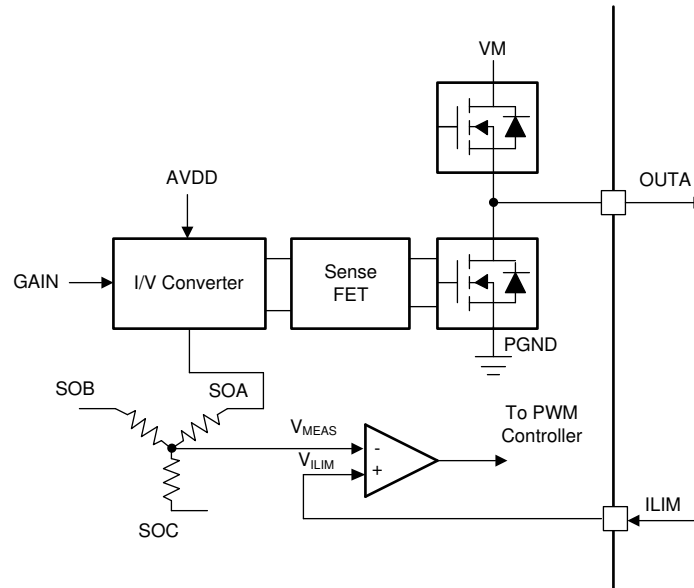 VM
AVDD
OUTA
GAIN
I/V Converter
Sense
FET
PGND
SOB
SOA
VMEAS
VILIM
-
+
To PWM
Controller
SOC
ILIM